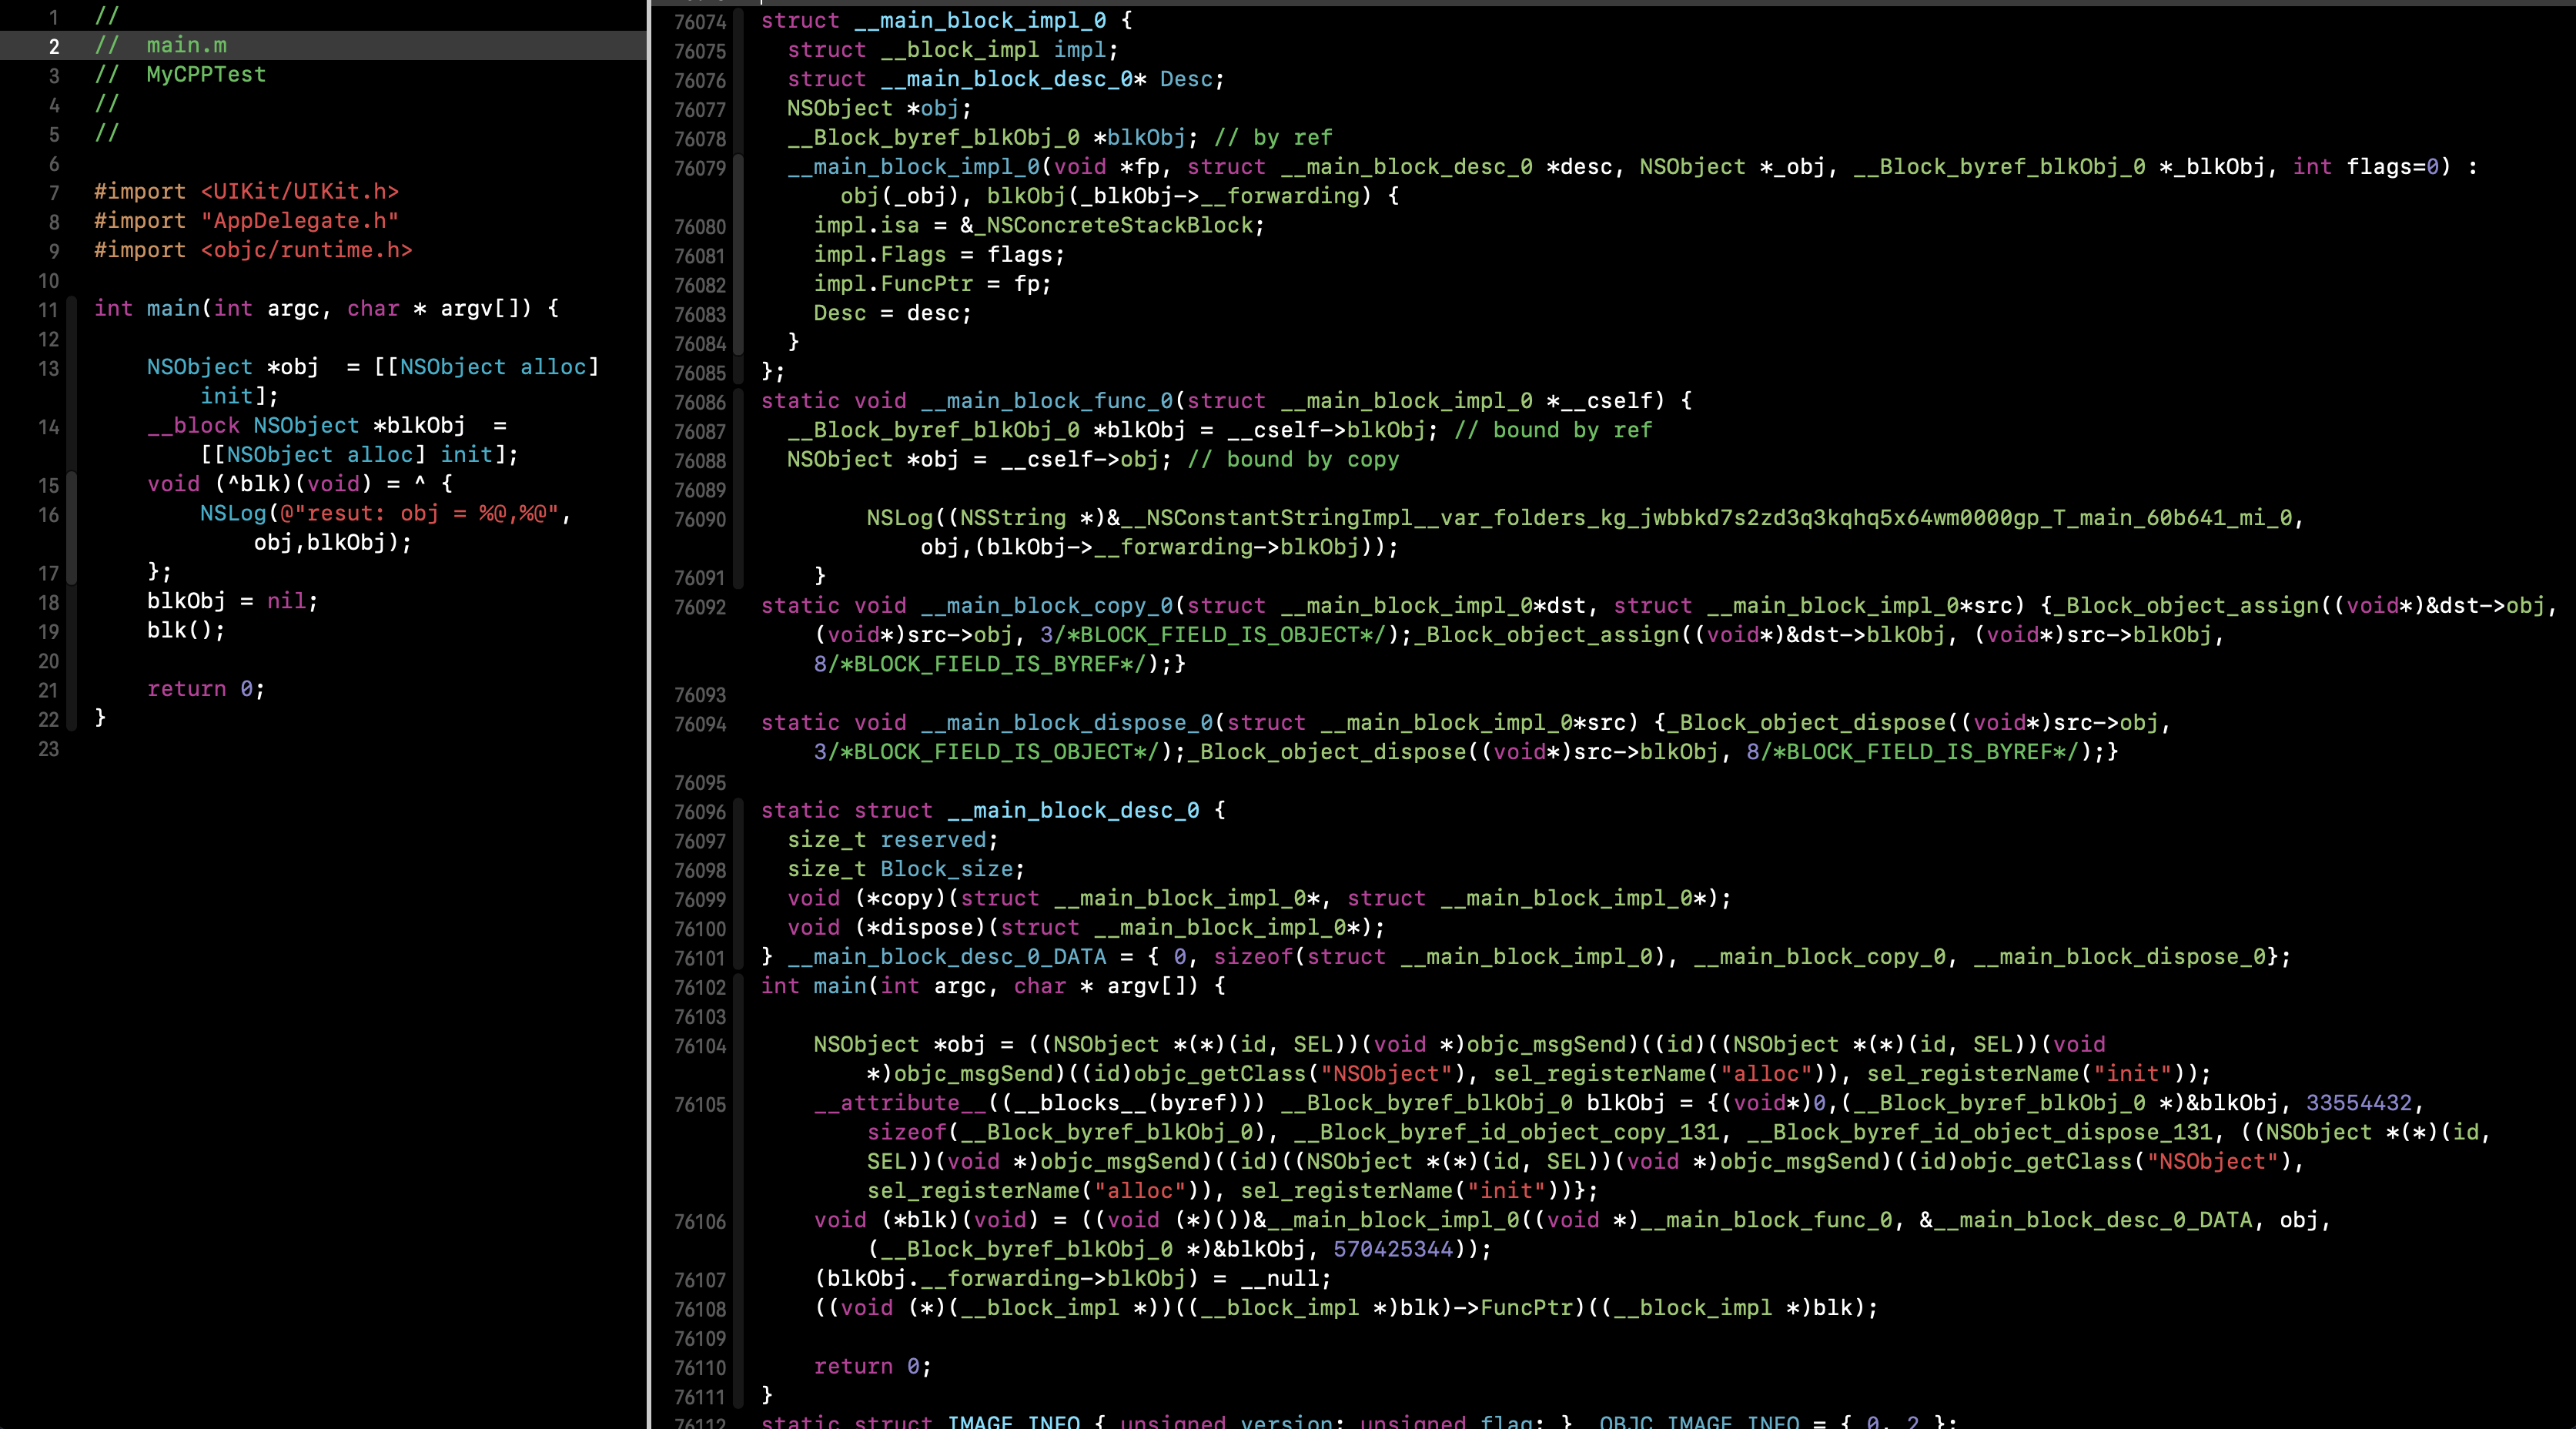 1 //
2 //  main.m
3 //  MyCPPTest
4 //
5 //
6
7 #import <UIKit/UIKit.h>
8 #import "AppDelegate.h"
9 #import <objc/runtime.h>
10
11 int main(int argc, char * argv[]) {
12
13     NSObject *obj  = [[NSObject alloc]
init];
14     __block NSObject *blkObj  =
[[NSObject alloc] init];
15     void (^blk)(void) = ^ {
16         NSLog(@"resut: obj = %@,%@",
obj,blkObj);
17     };
18     blkObj = nil;
19     blk();
20
21     return 0;
22 }
23
76074 struct __main_block_impl_0 {
76075   struct __block_impl impl;
76076   struct __main_block_desc_0* Desc;
76077   NSObject *obj;
76078   __Block_byref_blkObj_0 *blkObj; // by ref
76079   __main_block_impl_0(void *fp, struct __main_block_desc_0 *desc, NSObject *_obj, __Block_byref_blkObj_0 *_blkObj, int flags=0) :
obj(_obj), blkObj(_blkObj->__forwarding) {
76080     impl.isa = &_NSConcreteStackBlock;
76081     impl.Flags = flags;
76082     impl.FuncPtr = fp;
76083     Desc = desc;
76084   }
76085 };
76086 static void __main_block_func_0(struct __main_block_impl_0 *__cself) {
76087   __Block_byref_blkObj_0 *blkObj = __cself->blkObj; // bound by ref
76088   NSObject *obj = __cself->obj; // bound by copy
76089
76090         NSLog((NSString *)&__NSConstantStringImpl__var_folders_kg_jwbbkd7s2zd3q3kqhq5x64wm0000gp_T_main_60b641_mi_0,
obj,(blkObj->__forwarding->blkObj));
76091     }
76092 static void __main_block_copy_0(struct __main_block_impl_0*dst, struct __main_block_impl_0*src) {_Block_object_assign((void*)&dst->obj,
(void*)src->obj, 3/*BLOCK_FIELD_IS_OBJECT*/);_Block_object_assign((void*)&dst->blkObj, (void*)src->blkObj,
8/*BLOCK_FIELD_IS_BYREF*/);}
76093
76094 static void __main_block_dispose_0(struct __main_block_impl_0*src) {_Block_object_dispose((void*)src->obj,
3/*BLOCK_FIELD_IS_OBJECT*/);_Block_object_dispose((void*)src->blkObj, 8/*BLOCK_FIELD_IS_BYREF*/);}
76095
76096 static struct __main_block_desc_0 {
76097   size_t reserved;
76098   size_t Block_size;
76099   void (*copy)(struct __main_block_impl_0*, struct __main_block_impl_0*);
76100   void (*dispose)(struct __main_block_impl_0*);
76101 } __main_block_desc_0_DATA = { 0, sizeof(struct __main_block_impl_0), __main_block_copy_0, __main_block_dispose_0};
76102 int main(int argc, char * argv[]) {
76103
76104     NSObject *obj = ((NSObject *(*)(id, SEL))(void *)objc_msgSend)((id)((NSObject *(*)(id, SEL))(void
*)objc_msgSend)((id)objc_getClass("NSObject"), sel_registerName("alloc")), sel_registerName("init"));
76105     __attribute__((__blocks__(byref))) __Block_byref_blkObj_0 blkObj = {(void*)0,(__Block_byref_blkObj_0 *)&blkObj, 33554432,
sizeof(__Block_byref_blkObj_0), __Block_byref_id_object_copy_131, __Block_byref_id_object_dispose_131, ((NSObject *(*)(id,
SEL))(void *)objc_msgSend)((id)((NSObject *(*)(id, SEL))(void *)objc_msgSend)((id)objc_getClass("NSObject"),
sel_registerName("alloc")), sel_registerName("init"))};
76106     void (*blk)(void) = ((void (*)())&__main_block_impl_0((void *)__main_block_func_0, &__main_block_desc_0_DATA, obj,
(__Block_byref_blkObj_0 *)&blkObj, 570425344));
76107     (blkObj.__forwarding->blkObj) = __null;
76108     ((void (*)(__block_impl *))((__block_impl *)blk)->FuncPtr)((__block_impl *)blk);
76109
76110     return 0;
76111 }
76112 static struct IMAGE_INFO { unsigned version; unsigned flag; } _OBJC_IMAGE_INFO = { 0, 2 };